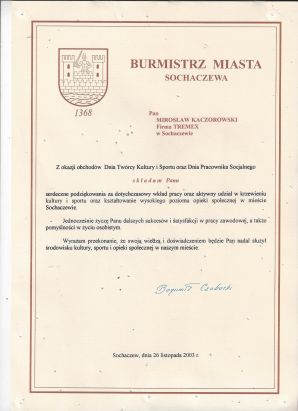 BURMISTRZ MIASTA
SOCHACZEWA
1368
Pan
MIROSŁAW KACZOROWSKI
Firma TREMEX
w Sochaczewie
Z okazji obchodów Dnia Twórcy Kultury i Sportu oraz Dnia Pracownika Socjalnego
składam Panu
serdeczne podziękowania za dotychczasowy wkład pracy oraz aktywny udział w krzewieniu
kultury i sportu oraz kształtowanie wysokiego poziomu opieki społecznej w mieście
Sochaczewie.
Jednocześnie życzę Panu dalszych sukcesów i satysfakcji w pracy zawodowej, a także
pomyślności w życiu osobistym.
Wyrażam przekonanie, że swoją wiedzą i doświadczeniem będzie Pan nadal służył
środowisku kultury, sportu i opieki społecznej w naszym mieście.
Bogumił Czubacki
Sochaczew, dnia 26 listopada 2003 r.